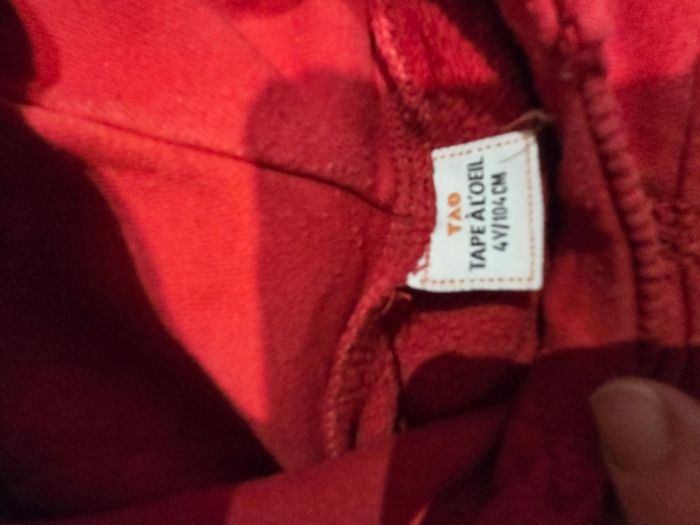 TAO
TAPE À L'OEIL
4Y/104CM